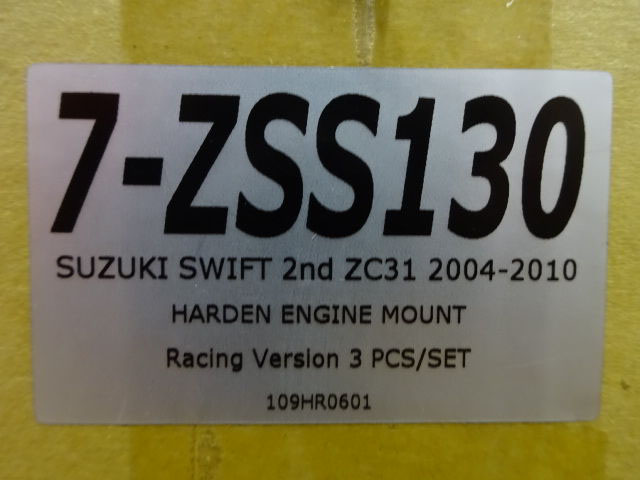 7-ZSS130
SUZUKI SWIFT 2nd ZC31 2004-2010
HARDEN ENGINE MOUNT
Racing Version 3 PCS/SET
109HR0601